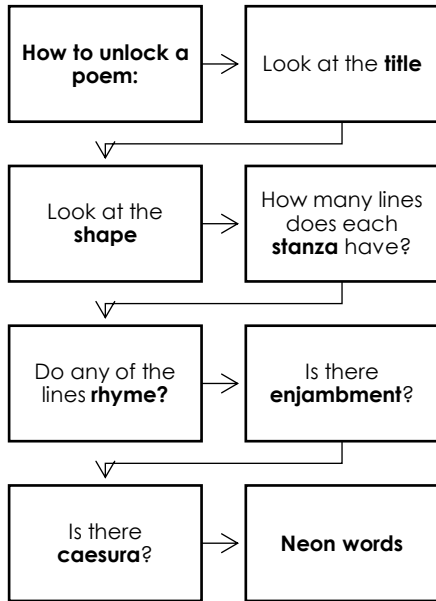 How to unlock a
poem:
Look at the title
Look at the
shape
How many lines
does each
stanza have?
Do any of the
lines rhyme?
Is there
enjambment?
Is there
caesura?
Neon words